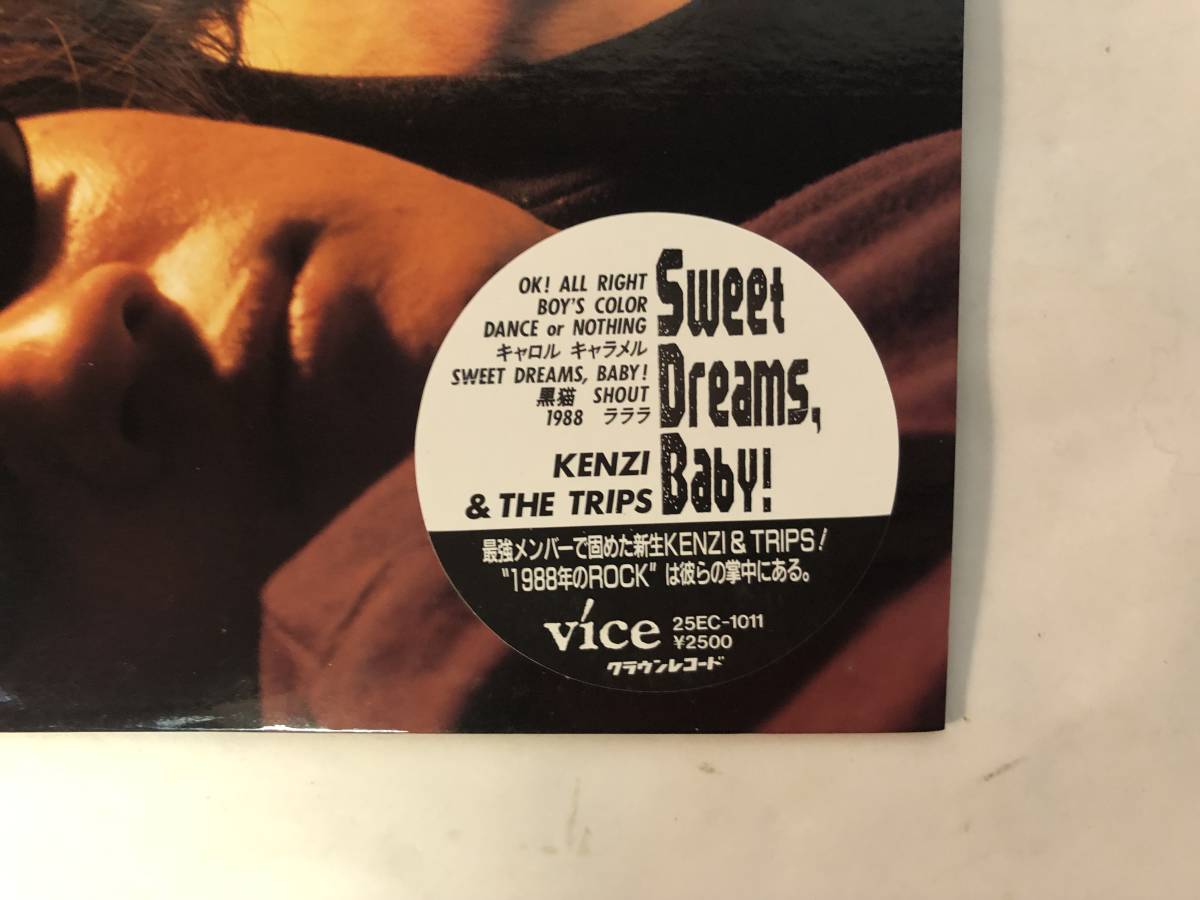 OK! ALL RIGHT
BOY'S COLOR
DANCE or NOTHING
キャロル キャラメル
SWEET DREAMS, BABY!
黒猫 SHOUT
1988 ラララ
Sweet
Dreams,
Baby!
KENZI
& THE TRIPS
最強メンバーで固めた新生KENZI & TRIPS!
"1988年のROCK" は彼らの掌中にある。
více
25EC-1011
¥2500
クラウンレコード